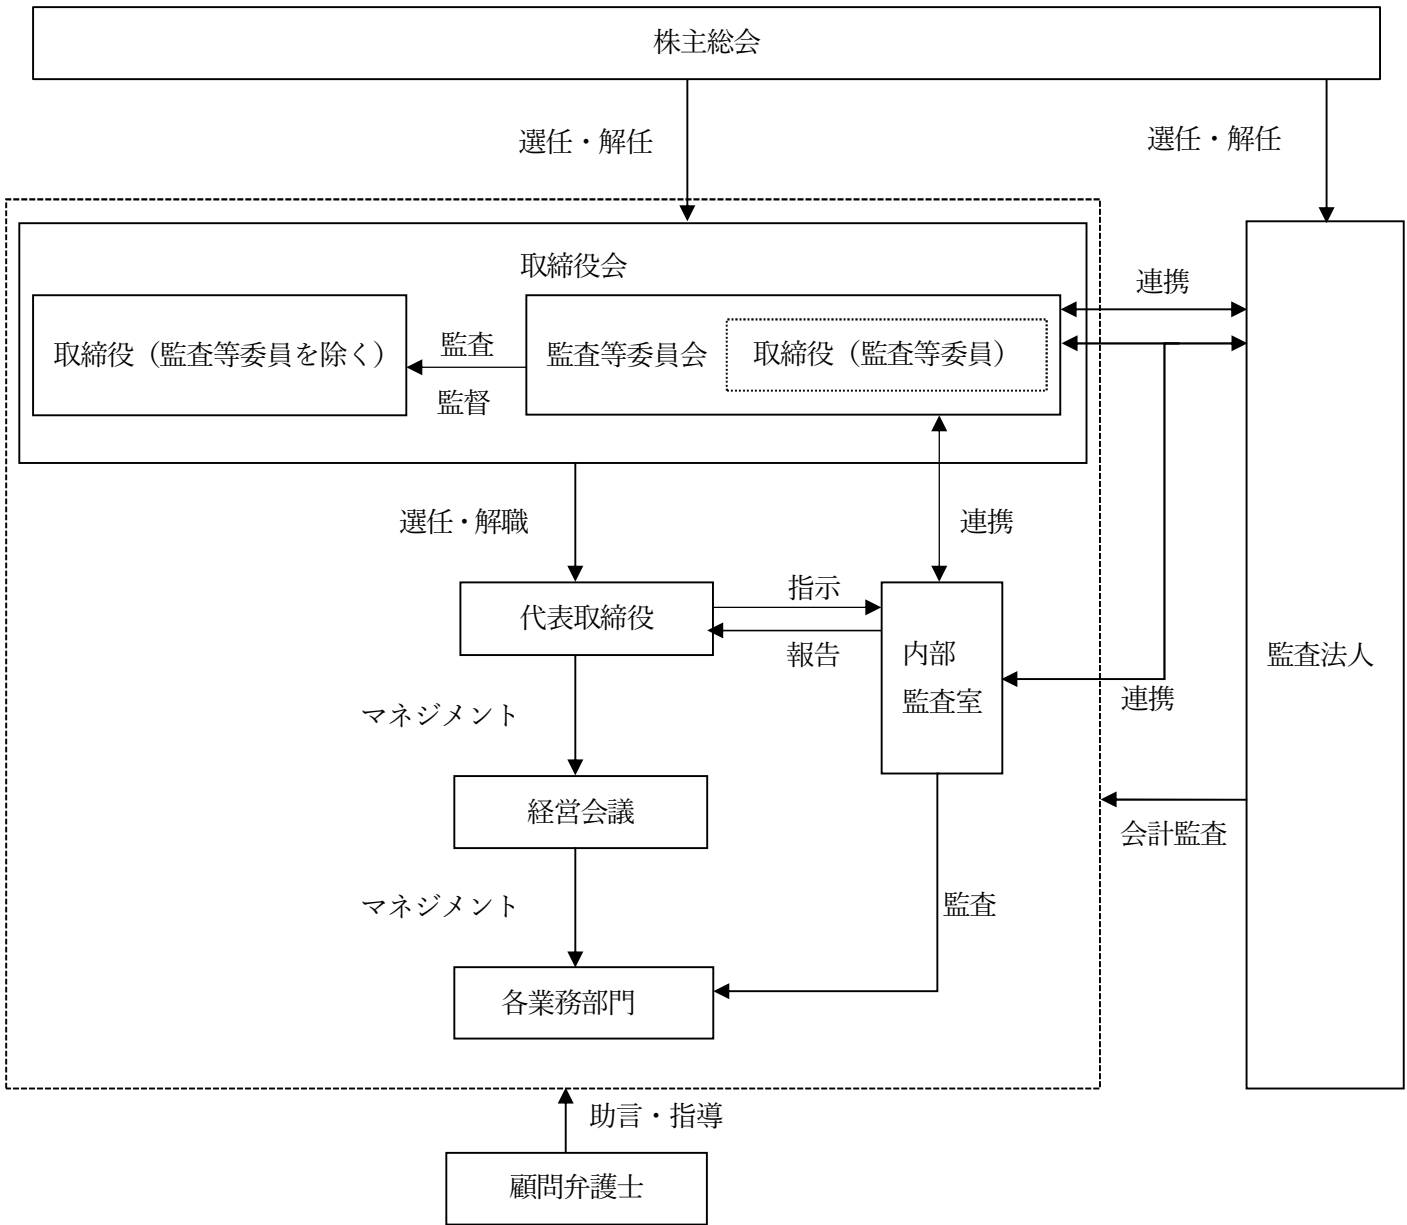 株主総会
選任・解任
選任・解任
取締役会
連携
取締役（監査等委員を除く）
監査
監督
監査等委員会
取締役（監査等委員）
選任・解職
連携
代表取締役
指示
報告
内部
監査室
監査法人
連携
マネジメント
経営会議
会計監査
マネジメント
監査
各業務部門
助言・指導
顧問弁護士